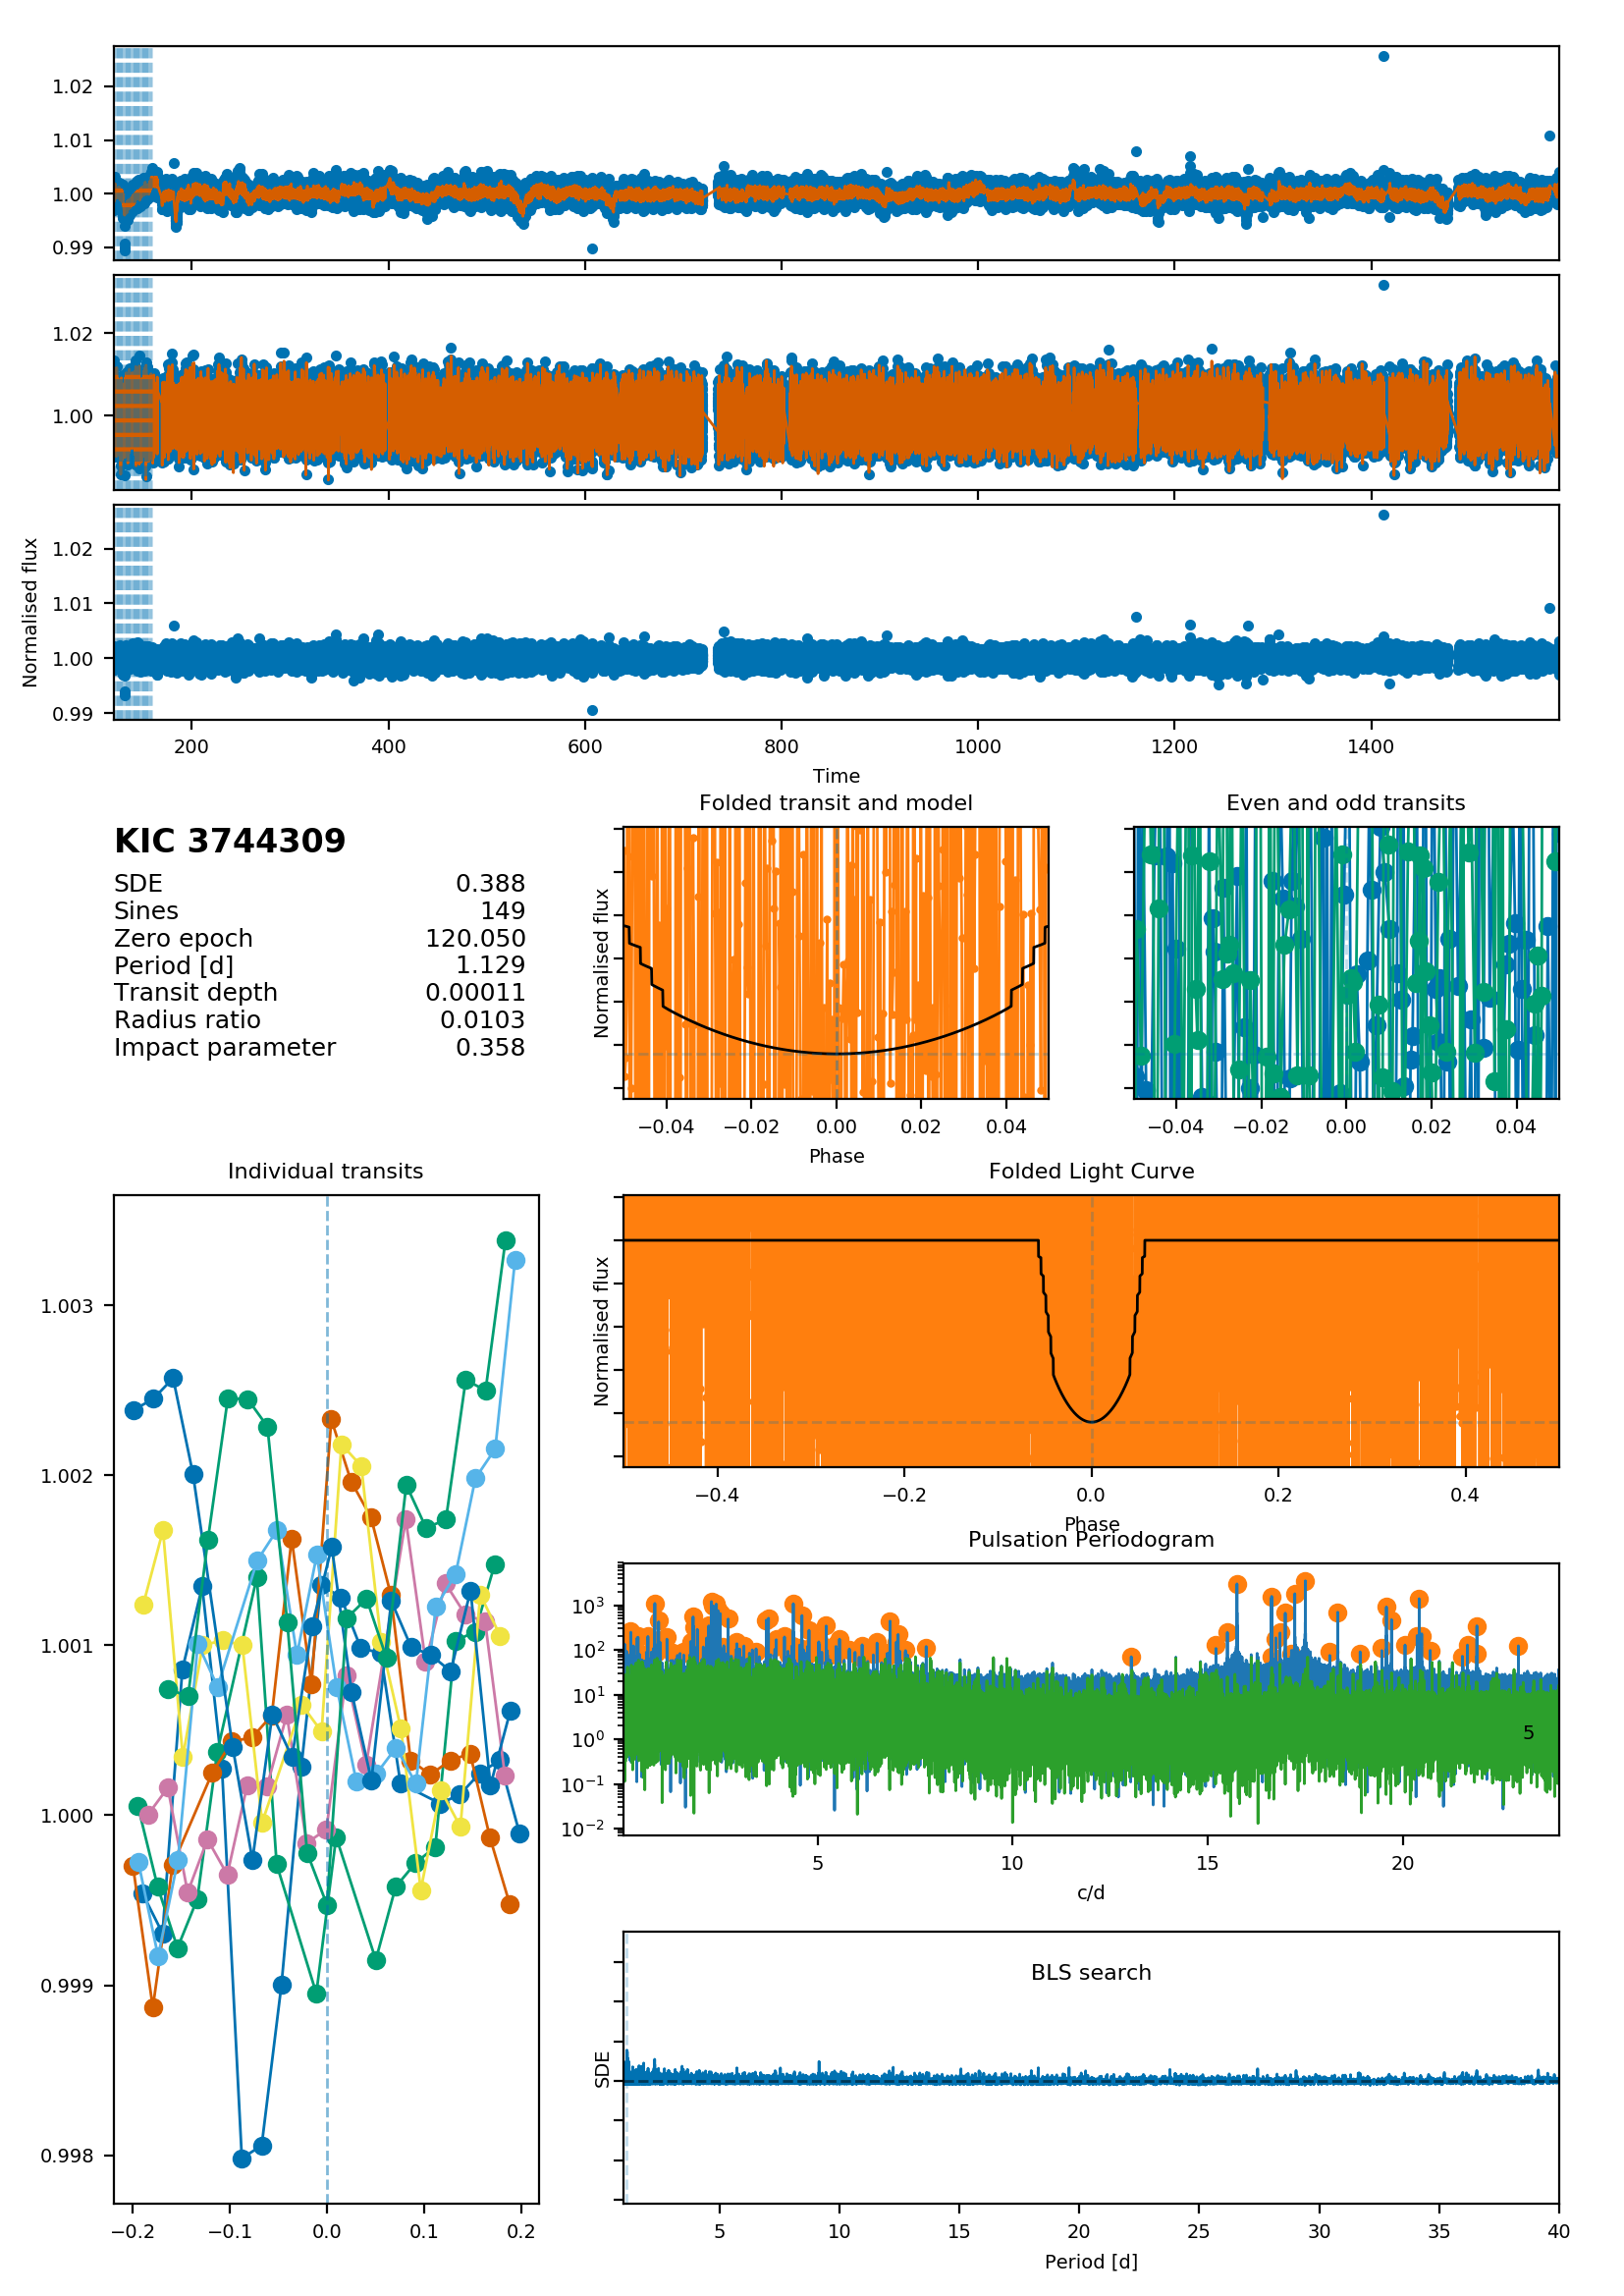 1.02
1.01
1.00
0.99
1.02
1.00
1.02
1.01
1.00
0.99
Normalised flux
200 400 600 800 1000 1200 1400
Time
KIC 3744309
SDE 0.388
Sines 149
Zero epoch 120.050
Period [d] 1.129
Transit depth 0.00011
Radius ratio 0.0103
Impact parameter 0.358
Folded transit and model
Normalised flux
−0.04 −0.02 0.00 0.02 0.04
Phase
Even and odd transits
−0.04 −0.02 0.00 0.02 0.04
Individual transits
1.003
1.002
1.001
1.000
0.999
0.998
−0.2 −0.1 0.0 0.1 0.2
Folded Light Curve
Normalised flux
−0.4 −0.2 0.0 0.2 0.4
Phase
Pulsation Periodogram
10³
10²
10¹
10⁰
10⁻¹
10⁻²
5
5 10 15 20
c/d
BLS search
SDE
5 10 15 20 25 30 35 40
Period [d]